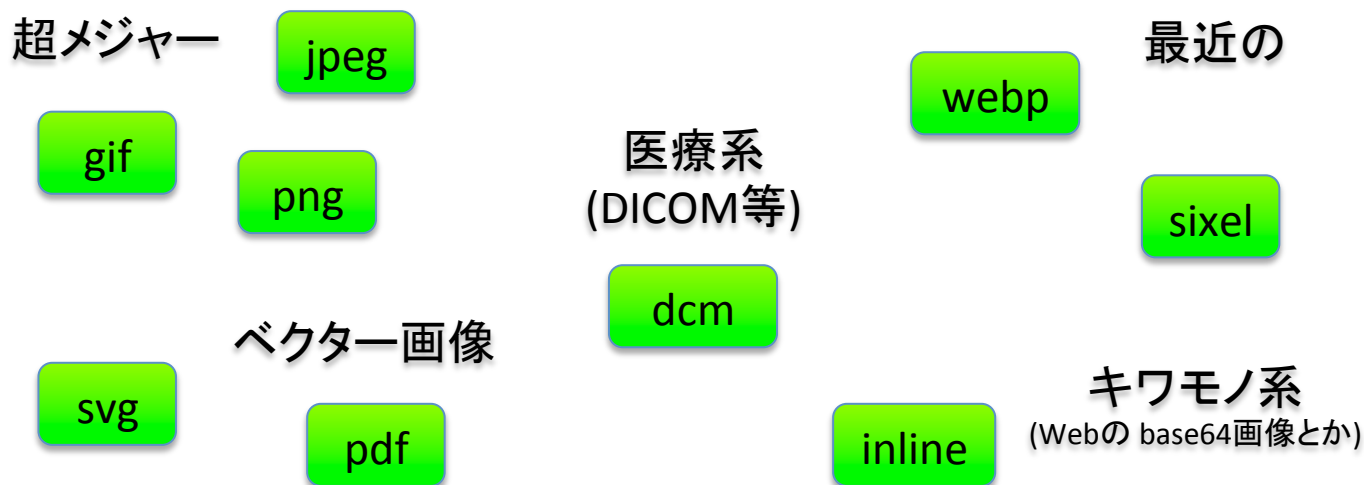 超メジャー
jpeg
gif
png
医療系
(DICOM等)
dcm
最近の
webp
sixel
ベクター画像
svg
pdf
キワモノ系
(Webの base64画像とか)
inline